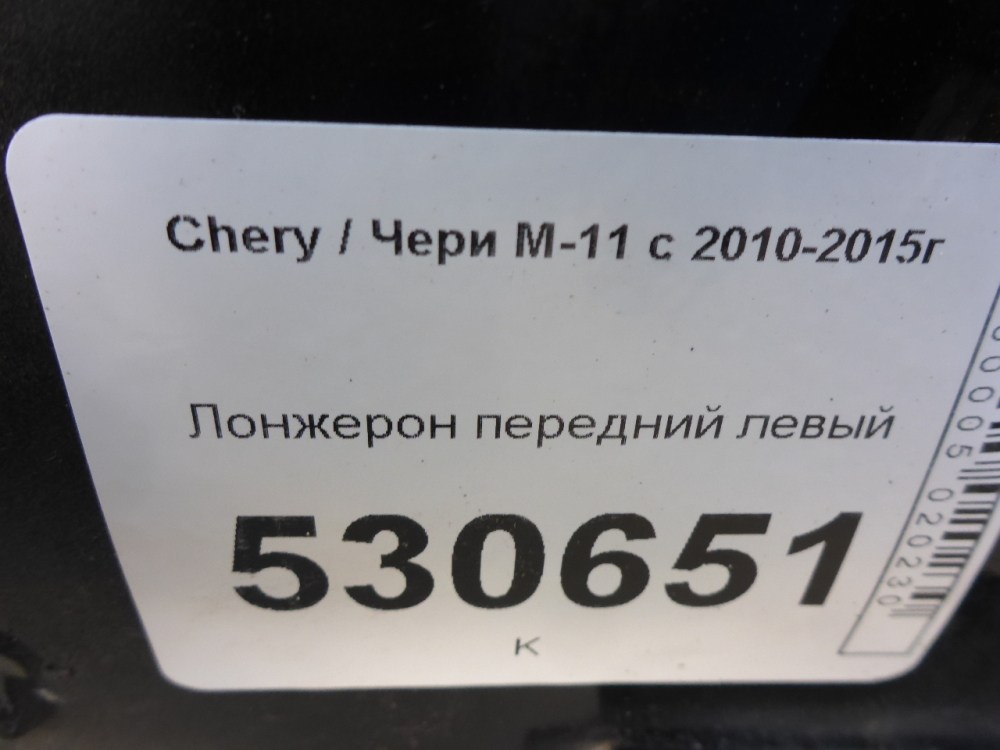 Chery / Чери М-11 с 2010-2015г
Лонжерон передний левый
530651
К